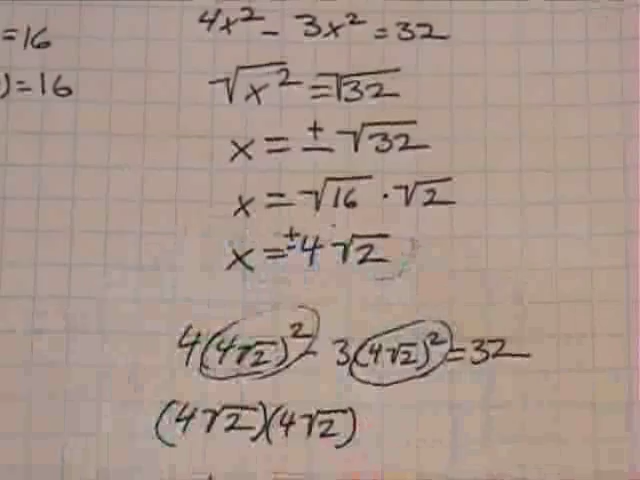 =16
)=16
4x² - 3x² = 32
√x² = √32
x = ± √32
x = √16 · √2
x = ± 4 √2
4(4√2)² - 3(4√2)² = 32
(4√2)(4√2)